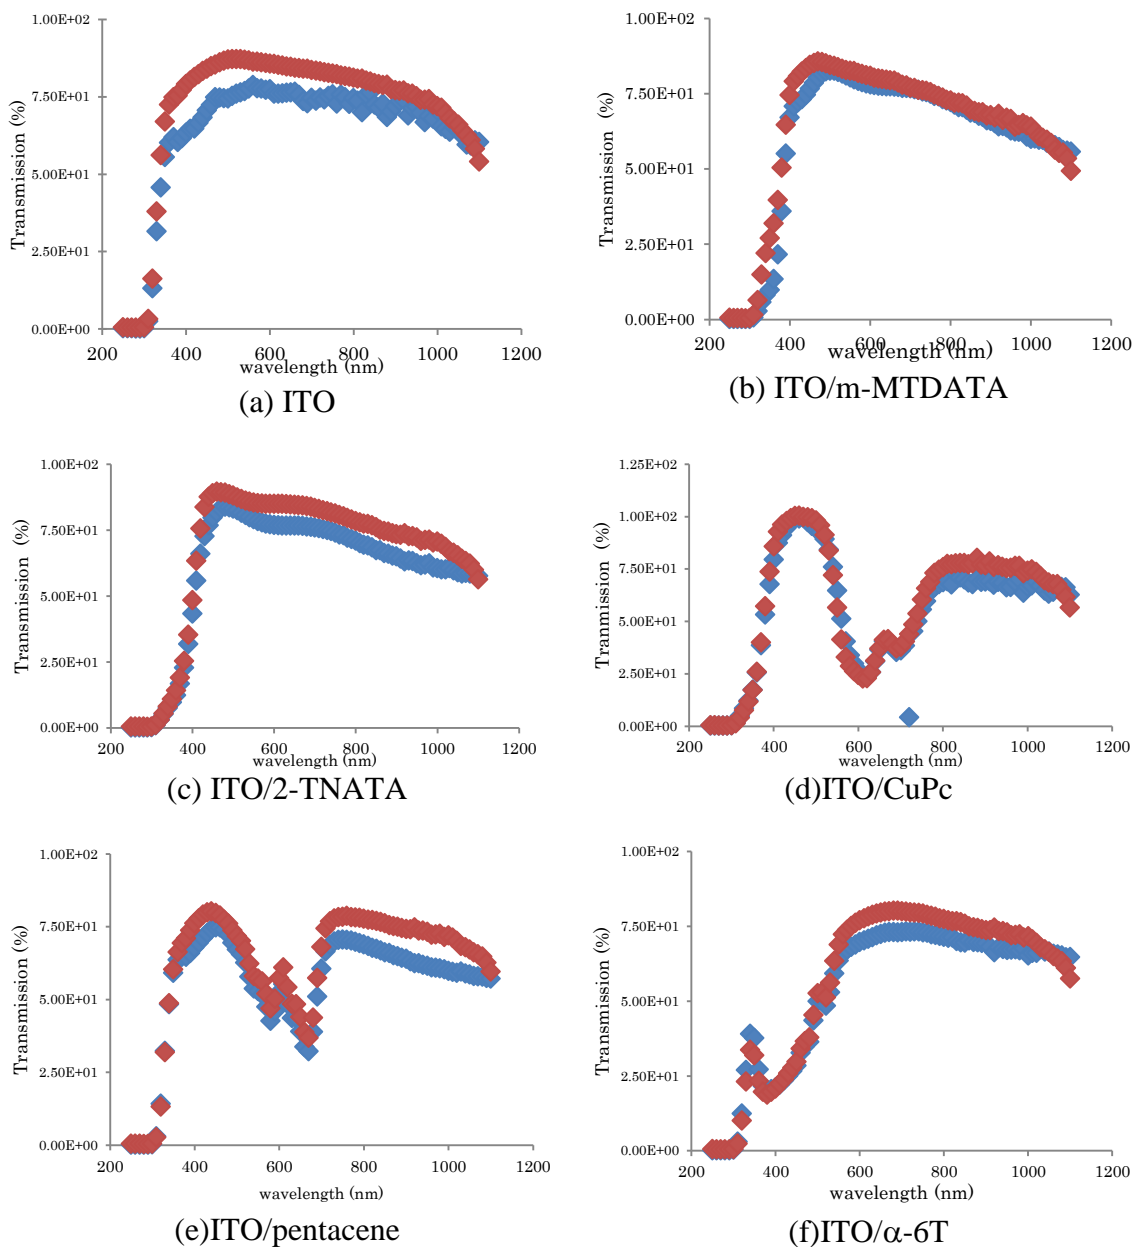 1.00E+02
7.50E+01
5.00E+01
2.50E+01
0.00E+00
Transmission (%)
200 400 600 800 1000 1200
wavelength (nm)
(a) ITO
1.00E+02
7.50E+01
5.00E+01
2.50E+01
0.00E+00
Transmission (%)
200 400 600 800 1000 1200
wavelength (nm)
(b) ITO/m-MTDATA
1.00E+02
7.50E+01
5.00E+01
2.50E+01
0.00E+00
Transmission (%)
200 400 600 800 1000 1200
wavelength (nm)
(c) ITO/2-TNATA
1.25E+02
1.00E+02
7.50E+01
5.00E+01
2.50E+01
0.00E+00
Tranmission (%)
200 400 600 800 1000 1200
wavelength (nm)
(d)ITO/CuPc
1.00E+02
7.50E+01
5.00E+01
2.50E+01
0.00E+00
Transmission (%)
200 400 600 800 1000 1200
wavelength (nm)
(e)ITO/pentacene
1.00E+02
7.50E+01
5.00E+01
2.50E+01
0.00E+00
Transmission (%)
200 400 600 800 1000 1200
wavelength (nm)
(f)ITO/α-6T